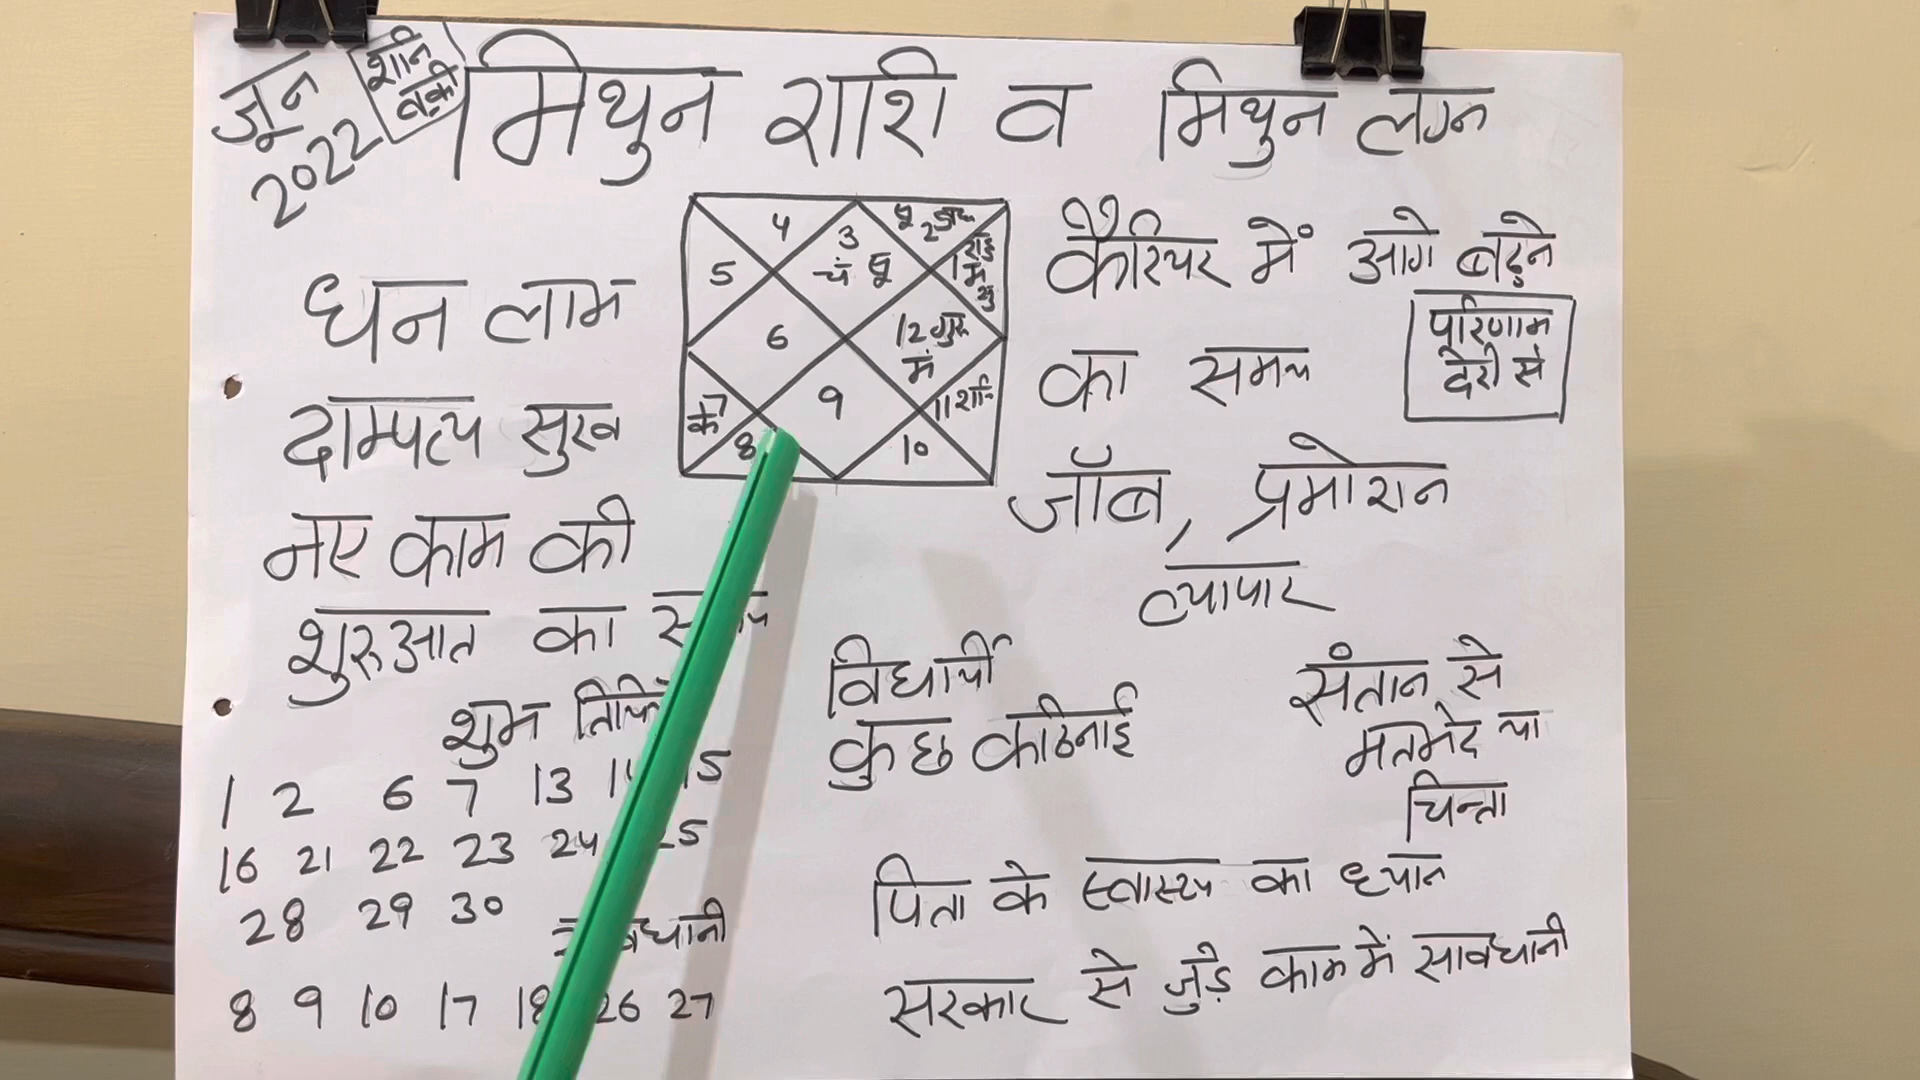 जून
2022
शनि
वक्री
मिथुन राशि व मिथुन लग्न
4
3
2
5
चं
सू
राहु
1
मं
शु
6
12 गुरु
मं
के 7
9
11 शनि
8
10
धन लाभ
दाम्पत्य सुख
नए काम की
शुरुआत का
शुभ
1 2 6 7 13 15
16 21 22 23 24 25
28 29 30
8 9 10 17 18 26 27
कैरियर में आगे बढ़ने
का समय
परिणाम
देरी से
जॉब, प्रमोशन
व्यापार
विधार्थी
कुछ कठिनाई
संतान से
मतभेद या
चिन्ता
पिता के स्वास्थ्य का ध्यान
सरकार से जुड़े काम में सावधानी